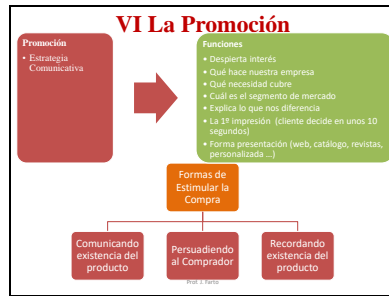 VI La Promoción
Promoción
• Estrategia
Comunicativa
Funciones
• Despierta interés
• Qué hace nuestra empresa
• Qué necesidad cubre
• Cuál es el segmento de mercado
• Explica lo que nos diferencia
• La 1ª impresión (cliente decide en unos 10
segundos)
• Forma presentación (web, catálogo, revistas,
personalizada ...)
Formas de
Estimular la
Compra
Comunicando
existencia del
producto
Persuadiendo
al Comprador
Recordando
existencia del
producto
Prof. J. Farto